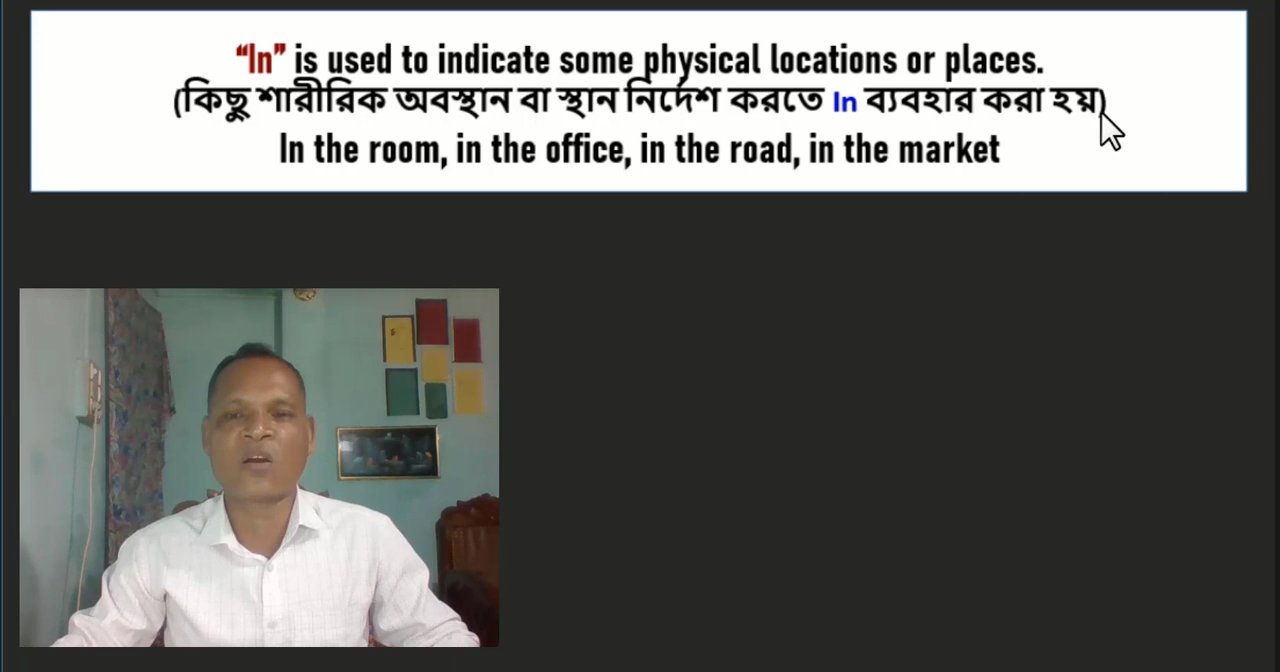 “In” is used to indicate some physical locations or places.
(কিছু শারীরিক অবস্থান বা স্থান নির্দেশ করতে In ব্যবহার করা হয়)
In the room, in the office, in the road, in the market